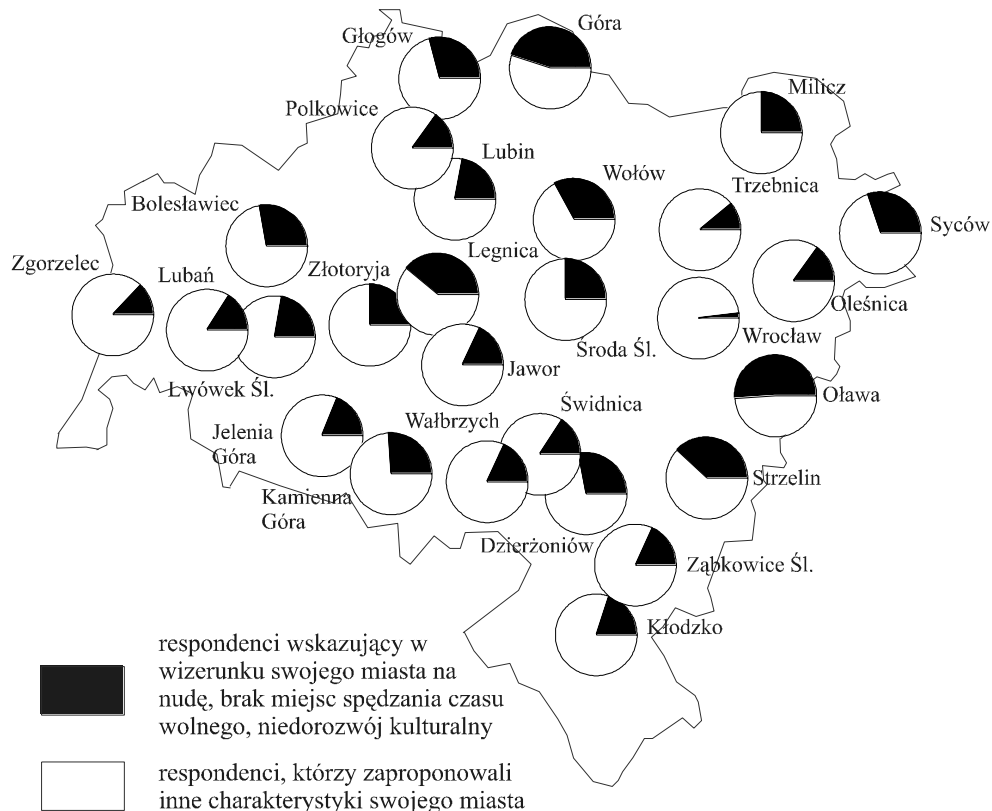 Głogów
Góra
Milicz
Polkowice
Lubin
Wołów
Trzebnica
Bolesławiec
Syców
Legnica
Zgorzelec
Lubań
Złotoryja
Oleśnica
Wrocław
Środa Śl.
Jawor
Lwówek Śl.
Oława
Świdnica
Wałbrzych
Jelenia
Góra
Strzelin
Kamienna
Góra
Dzierżoniów
Ząbkowice Śl.
Kłodzko
respondenci wskazujący w
wizerunku swojego miasta na
nudę, brak miejsc spędzania czasu
wolnego, niedorozwój kulturalny
respondenci, którzy zaproponowali
inne charakterystyki swojego miasta